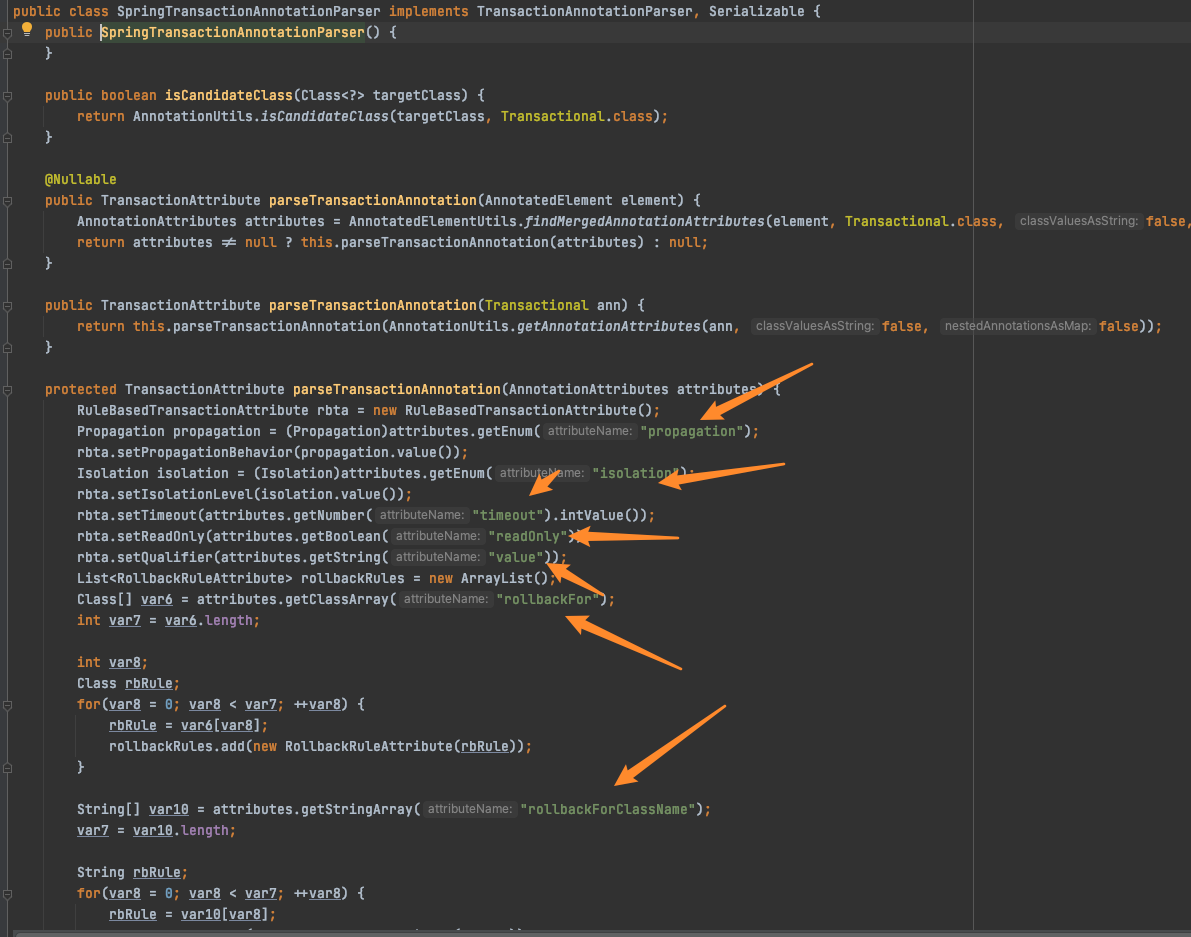 public class SpringTransactionAnnotationParser implements TransactionAnnotationParser, Serializable {
    public SpringTransactionAnnotationParser() {
    }

    public boolean isCandidateClass(Class<?> targetClass) {
        return AnnotationUtils.isCandidateClass(targetClass, Transactional.class);
    }

    @Nullable
    public TransactionAttribute parseTransactionAnnotation(AnnotatedElement element) {
        AnnotationAttributes attributes = AnnotatedElementUtils.findMergedAnnotationAttributes(element, Transactional.class, classValuesAsString: false,
        return attributes ≠ null ? this.parseTransactionAnnotation(attributes) : null;
    }

    public TransactionAttribute parseTransactionAnnotation(Transactional ann) {
        return this.parseTransactionAnnotation(AnnotationUtils.getAnnotationAttributes(ann, classValuesAsString: false, nestedAnnotationsAsMap: false));
    }

    protected TransactionAttribute parseTransactionAnnotation(AnnotationAttributes attributes) {
        RuleBasedTransactionAttribute rbta = new RuleBasedTransactionAttribute();
        Propagation propagation = (Propagation)attributes.getEnum( attributeName: "propagation");
        rbta.setPropagationBehavior(propagation.value());
        Isolation isolation = (Isolation)attributes.getEnum( attributeName: "isolation");
        rbta.setIsolationLevel(isolation.value());
        rbta.setTimeout(attributes.getNumber( attributeName: "timeout").intValue());
        rbta.setReadOnly(attributes.getBoolean( attributeName: "readOnly"));
        rbta.setQualifier(attributes.getString( attributeName: "value"));
        List<RollbackRuleAttribute> rollbackRules = new ArrayList();
        Class[] var6 = attributes.getClassArray( attributeName: "rollbackFor");
        int var7 = var6.length;

        int var8;
        Class rbRule;
        for(var8 = 0; var8 < var7; ++var8) {
            rbRule = var6[var8];
            rollbackRules.add(new RollbackRuleAttribute(rbRule));
        }

        String[] var10 = attributes.getStringArray( attributeName: "rollbackForClassName");
        var7 = var10.length;

        String rbRule;
        for(var8 = 0; var8 < var7; ++var8) {
            rbRule = var10[var8];